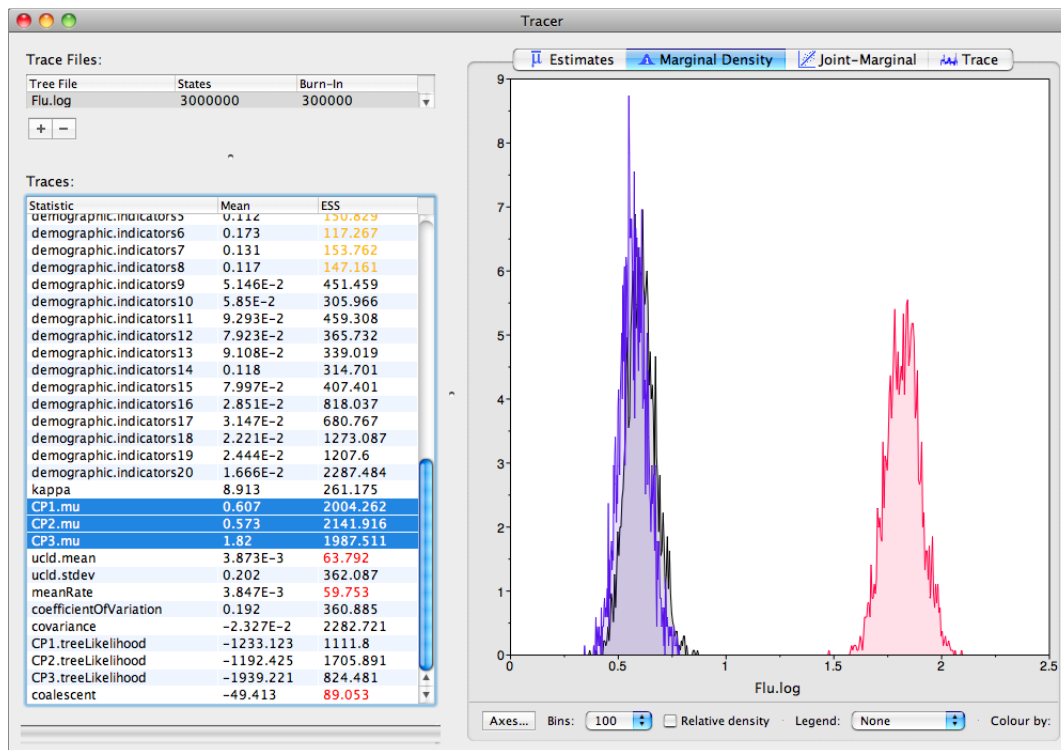 Tracer
Trace Files:
Tree File States Burn-In
Flu.log 3000000 300000
+ −
Traces:
Statistic Mean ESS
demographic.indicators5 0.112 150.829
demographic.indicators6 0.173 117.267
demographic.indicators7 0.131 153.762
demographic.indicators8 0.117 147.161
demographic.indicators9 5.146E-2 451.459
demographic.indicators10 5.85E-2 305.966
demographic.indicators11 9.293E-2 459.308
demographic.indicators12 7.923E-2 365.732
demographic.indicators13 9.108E-2 339.019
demographic.indicators14 0.118 314.701
demographic.indicators15 7.997E-2 407.401
demographic.indicators16 2.851E-2 818.037
demographic.indicators17 3.147E-2 680.767
demographic.indicators18 2.221E-2 1273.087
demographic.indicators19 2.444E-2 1207.6
demographic.indicators20 1.666E-2 2287.484
kappa 8.913 261.175
CP1.mu 0.607 2004.262
CP2.mu 0.573 2141.916
CP3.mu 1.82 1987.511
ucld.mean 3.873E-3 63.792
ucld.stdev 0.202 362.087
meanRate 3.847E-3 59.753
coefficientOfVariation 0.192 360.885
covariance -2.327E-2 2282.721
CP1.treeLikelihood -1233.123 1111.8
CP2.treeLikelihood -1192.425 1705.891
CP3.treeLikelihood -1939.221 824.481
coalescent -49.413 89.053
μ Estimates Marginal Density Joint-Marginal Trace
9
8
7
6
5
4
3
2
1
0
0 0.5 1 1.5 2 2.5
Flu.log
Axes... Bins: 100 Relative density Legend: None Colour by: